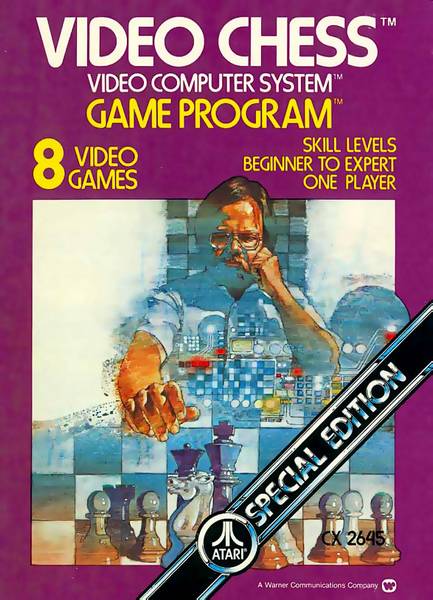 VIDEO CHESS™
VIDEO COMPUTER SYSTEM™
GAME PROGRAM™
8 VIDEO GAMES
SKILL LEVELS
BEGINNER TO EXPERT
ONE PLAYER
SPECIAL EDITION
ATARI®
CX 2645
A Warner Communications Company